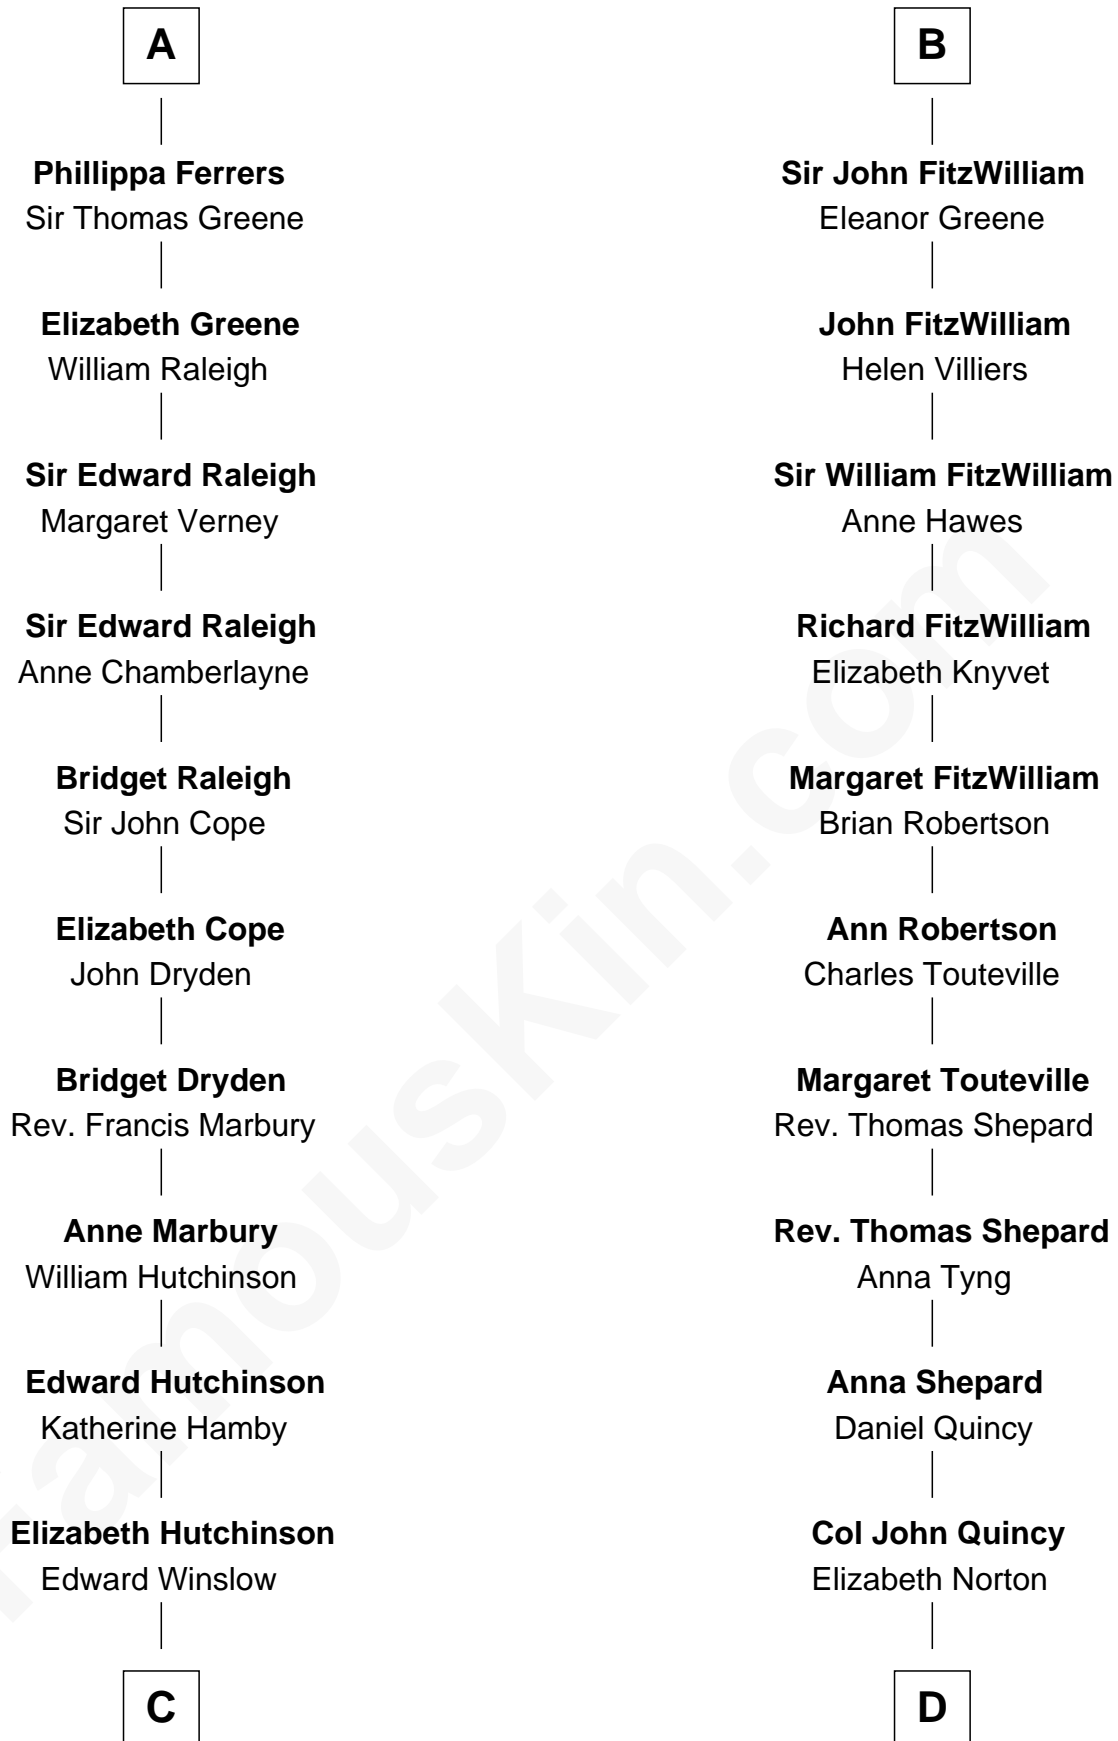 A
Phillippa Ferrers
Sir Thomas Greene
Elizabeth Greene
William Raleigh
Sir Edward Raleigh
Margaret Verney
Sir Edward Raleigh
Anne Chamberlayne
Bridget Raleigh
Sir John Cope
Elizabeth Cope
John Dryden
Bridget Dryden
Rev. Francis Marbury
Anne Marbury
William Hutchinson
Edward Hutchinson
Katherine Hamby
Elizabeth Hutchinson
Edward Winslow
C
B
Sir John FitzWilliam
Eleanor Greene
John FitzWilliam
Helen Villiers
Sir William FitzWilliam
Anne Hawes
Richard FitzWilliam
Elizabeth Knyvet
Margaret FitzWilliam
Brian Robertson
Ann Robertson
Charles Touteville
Margaret Touteville
Rev. Thomas Shepard
Rev. Thomas Shepard
Anna Tyng
Anna Shepard
Daniel Quincy
Col John Quincy
Elizabeth Norton
D
FamousKin.com